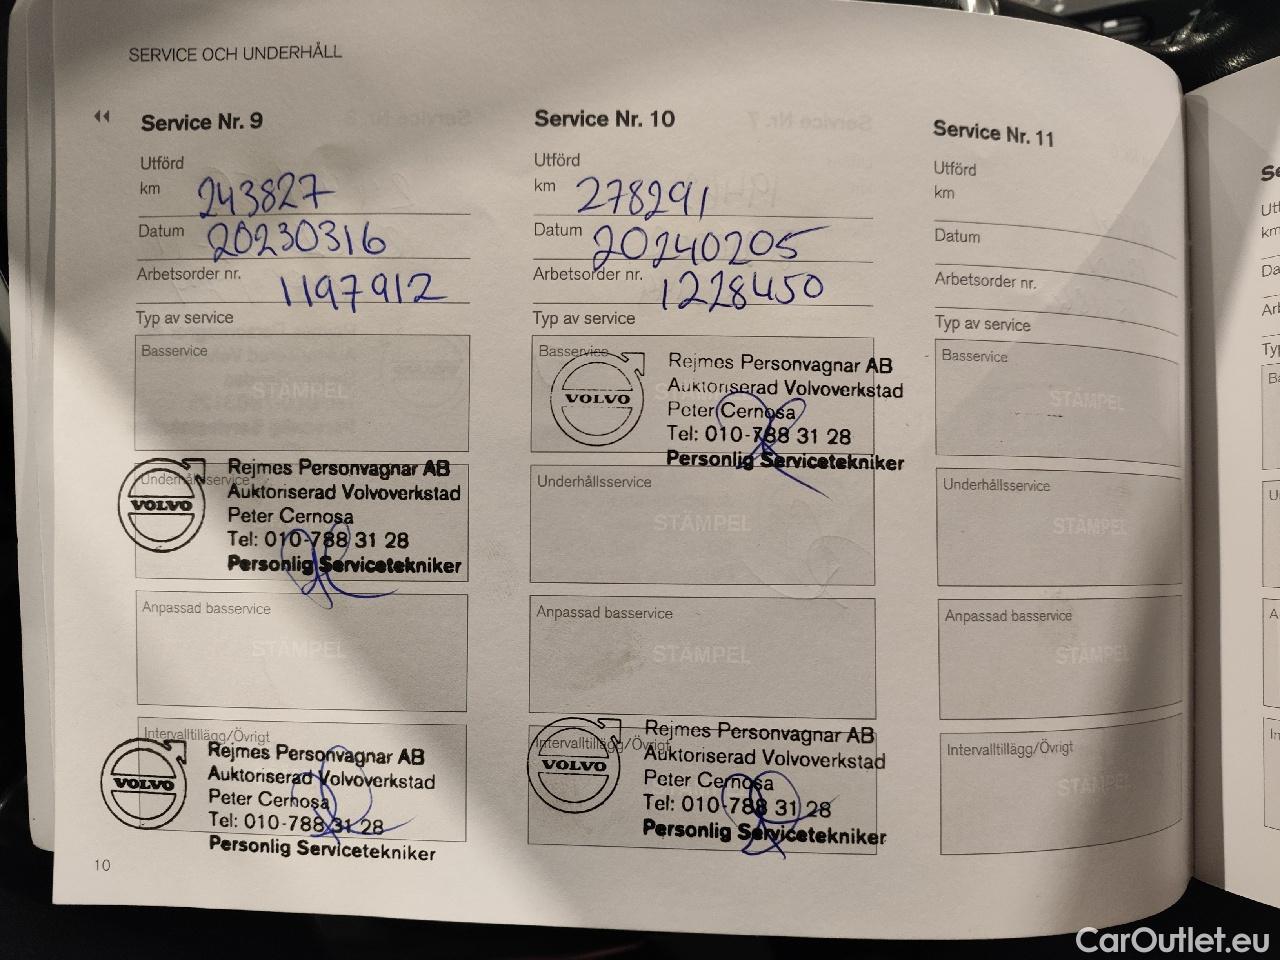 SERVICE OCH UNDERHÅLL
Service Nr. 9
Utförd
km 243827
Datum 20230316
Arbetsorder nr. 1197912
Typ av service
Basservice
STÄMPEL
Underhållsservice
VOLVO
Rejmes Personvagnar AB
Auktoriserad Volvoverkstad
Peter Cernosa
Tel: 010-788 31 28
Personlig Servicetekniker
Anpassad basservice
STÄMPEL
Intervalltillägg/Övrigt
VOLVO
Rejmes Personvagnar AB
Auktoriserad Volvoverkstad
Peter Cernosa
Tel: 010-788 31 28
Personlig Servicetekniker
10
Service Nr. 10
Utförd
km 278291
Datum 20240205
Arbetsorder nr. 1228450
Typ av service
Basservice
VOLVO
Rejmes Personvagnar AB
Auktoriserad Volvoverkstad
Peter Cernosa
Tel: 010-788 31 28
Personlig Servicetekniker
Underhållsservice
STÄMPEL
Anpassad basservice
STÄMPEL
Intervalltillägg/Övrigt
VOLVO
Rejmes Personvagnar AB
Auktoriserad Volvoverkstad
Peter Cernosa
Tel: 010-788 31 28
Personlig Servicetekniker
Service Nr. 11
Utförd
km
Datum
Arbetsorder nr.
Typ av service
Basservice
STÄMPEL
Underhållsservice
STÄMPEL
Anpassad basservice
STÄMPEL
Intervalltillägg/Övrigt
STÄMPEL
km
CarOutlet.eu